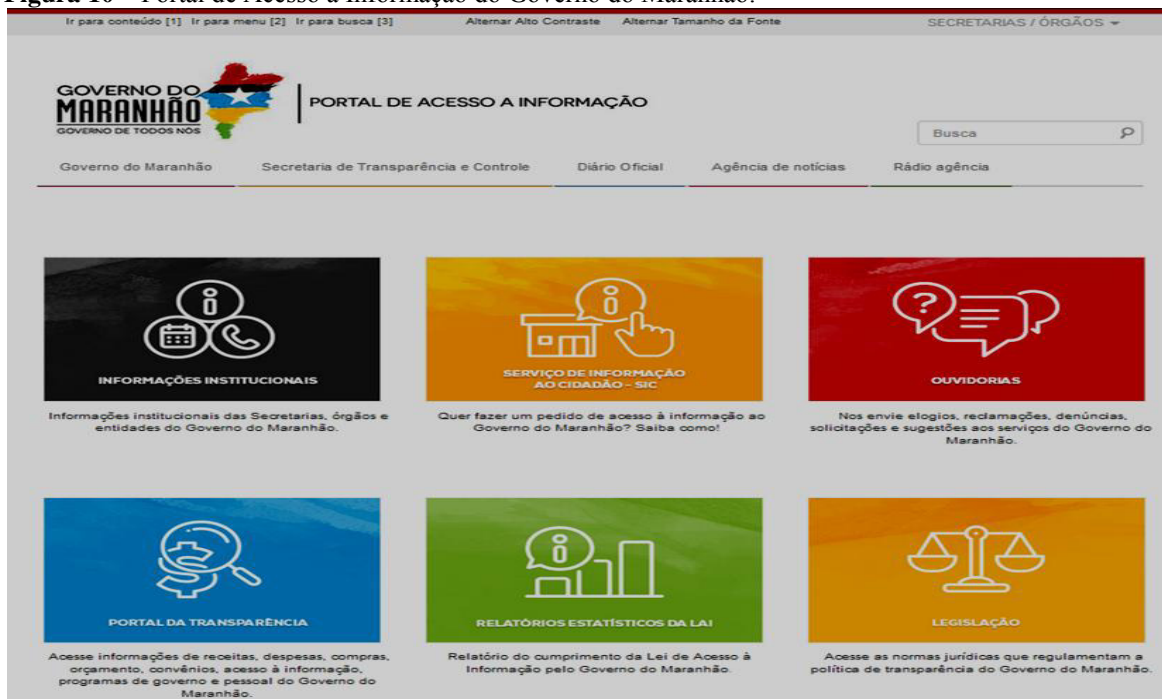 Figura 10 – Portal de Acesso à Informação do Governo do Maranhão.
Ir para conteúdo [1] Ir para menu [2] Ir para busca [3] Alternar Alto Contraste Alternar Tamanho da Fonte SECRETARIAS / ÓRGÃOS
GOVERNO DO
MARANHÃO
GOVERNO DE TODOS NÓS
PORTAL DE ACESSO A INFORMAÇÃO
Busca
Governo do Maranhão Secretaria de Transparência e Controle Diário Oficial Agência de notícias Rádio agência
INFORMAÇÕES INSTITUCIONAIS
Informações institucionais das Secretarias, órgãos e
entidades do Governo do Maranhão.
SERVIÇO DE INFORMAÇÃO
AO CIDADÃO - SIC
Quer fazer um pedido de acesso à informação ao
Governo do Maranhão? Saiba como!
OUVIDORIAS
Nos envie elogios, reclamações, denúncias,
solicitações e sugestões aos serviços do Governo do
Maranhão.
PORTAL DA TRANSPARÊNCIA
Acesse informações de receitas, despesas, compras,
orçamento, convênios, acesso à informação,
programas de governo e pessoal do Governo do
Maranhão.
RELATÓRIOS ESTATÍSTICOS DA LAI
Relatório do cumprimento da Lei de Acesso à
Informação pelo Governo do Maranhão.
LEGISLAÇÃO
Acesse as normas jurídicas que regulamentam a
política de transparência do Governo do Maranhão.